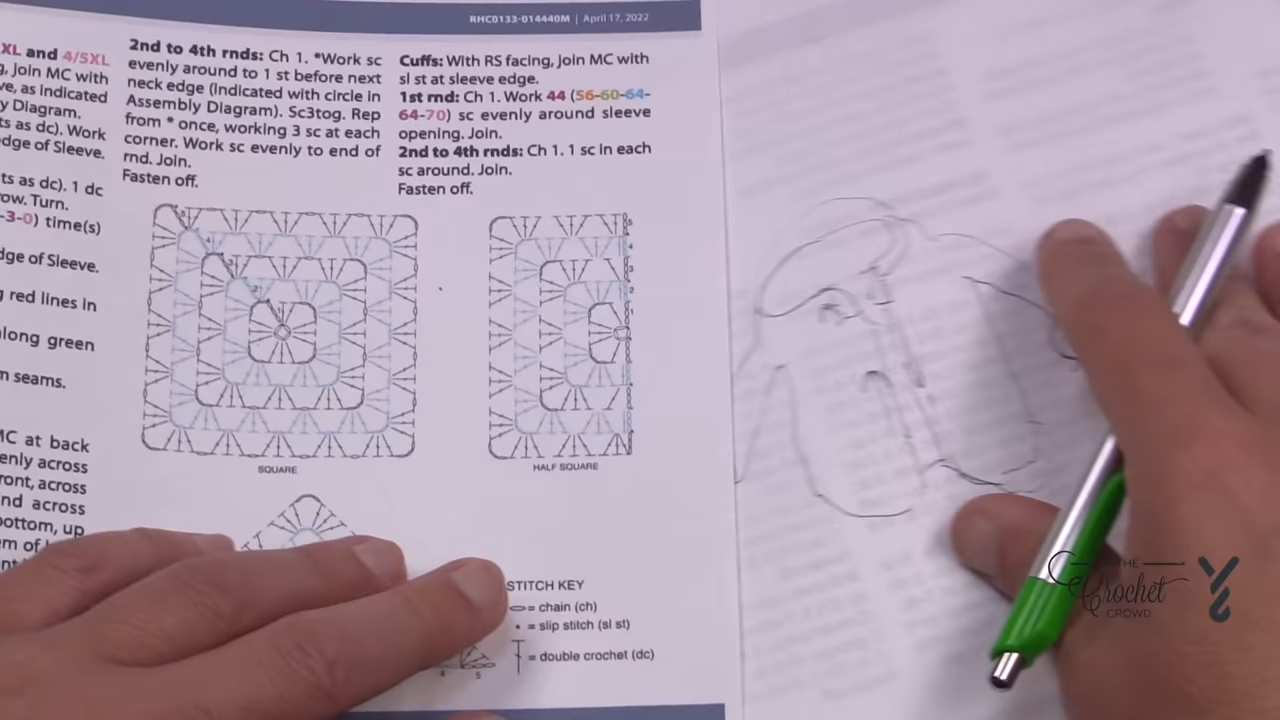 RHC0133-014440M | April 17, 2022
XL and 4/5XL
Join MC with
as indicated
Diagram.
ts as dc). Work
edge of Sleeve.
ts as dc). 1 dc
row. Turn.
-3-0) time(s)
dge of Sleeve.
red lines in
along green
seams.
MC at back
enly across
ront, across
nd across
bottom, up
2nd to 4th rnds: Ch 1. *Work sc
evenly around to 1 st before next
neck edge (indicated with circle in
Assembly Diagram). Sc3tog. Rep
from * once, working 3 sc at each
corner. Work sc evenly to end of
rnd. Join.
Fasten off.
Cuffs: With RS facing, join MC with
sl st at sleeve edge.
1st rnd: Ch 1. Work 44 (56-60-64-
64-70) sc evenly around sleeve
opening. Join.
2nd to 4th rnds: Ch 1. 1 sc in each
sc around. Join.
Fasten off.
5
4
3
2
1
SQUARE
HALF SQUARE
STITCH KEY
= chain (ch)
= slip stitch (sl st)
= double crochet (dc)
4 5
THE
Crochet
CROWD